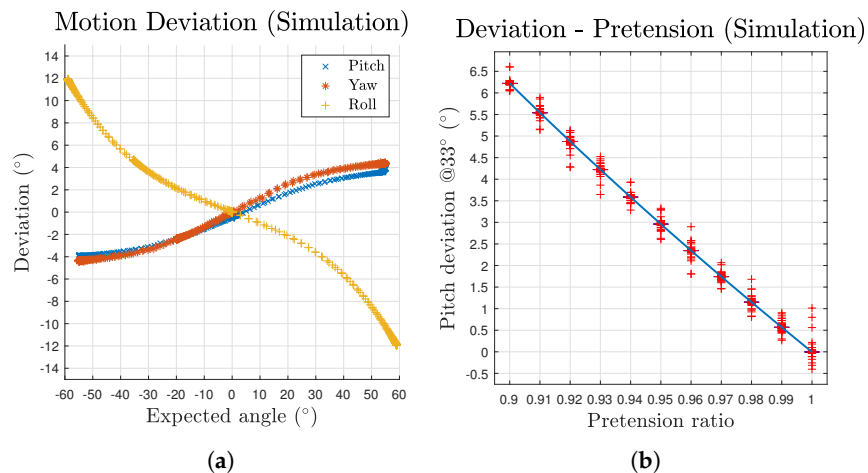 Motion Deviation (Simulation)
Deviation (°)
14
12
10
8
6
4
2
0
-2
-4
-6
-8
-10
-12
-14
Pitch
Yaw
Roll
-60 -50 -40 -30 -20 -10 0 10 20 30 40 50 60
Expected angle (°)
(a)
Deviation - Pretension (Simulation)
Pitch deviation @33° (°)
6.5
6
5.5
5
4.5
4
3.5
3
2.5
2
1.5
1
0.5
0
-0.5
0.9 0.91 0.92 0.93 0.94 0.95 0.96 0.97 0.98 0.99 1
Pretension ratio
(b)